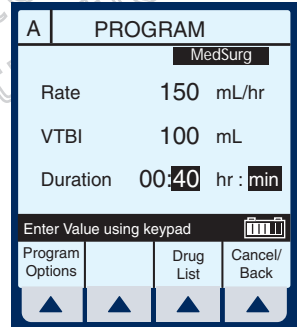 A PROGRAM
MedSurg
Rate 150 mL/hr
VTBI 100 mL
Duration 00:40 hr : min
Enter Value using keypad
Program Options
Drug List
Cancel/ Back